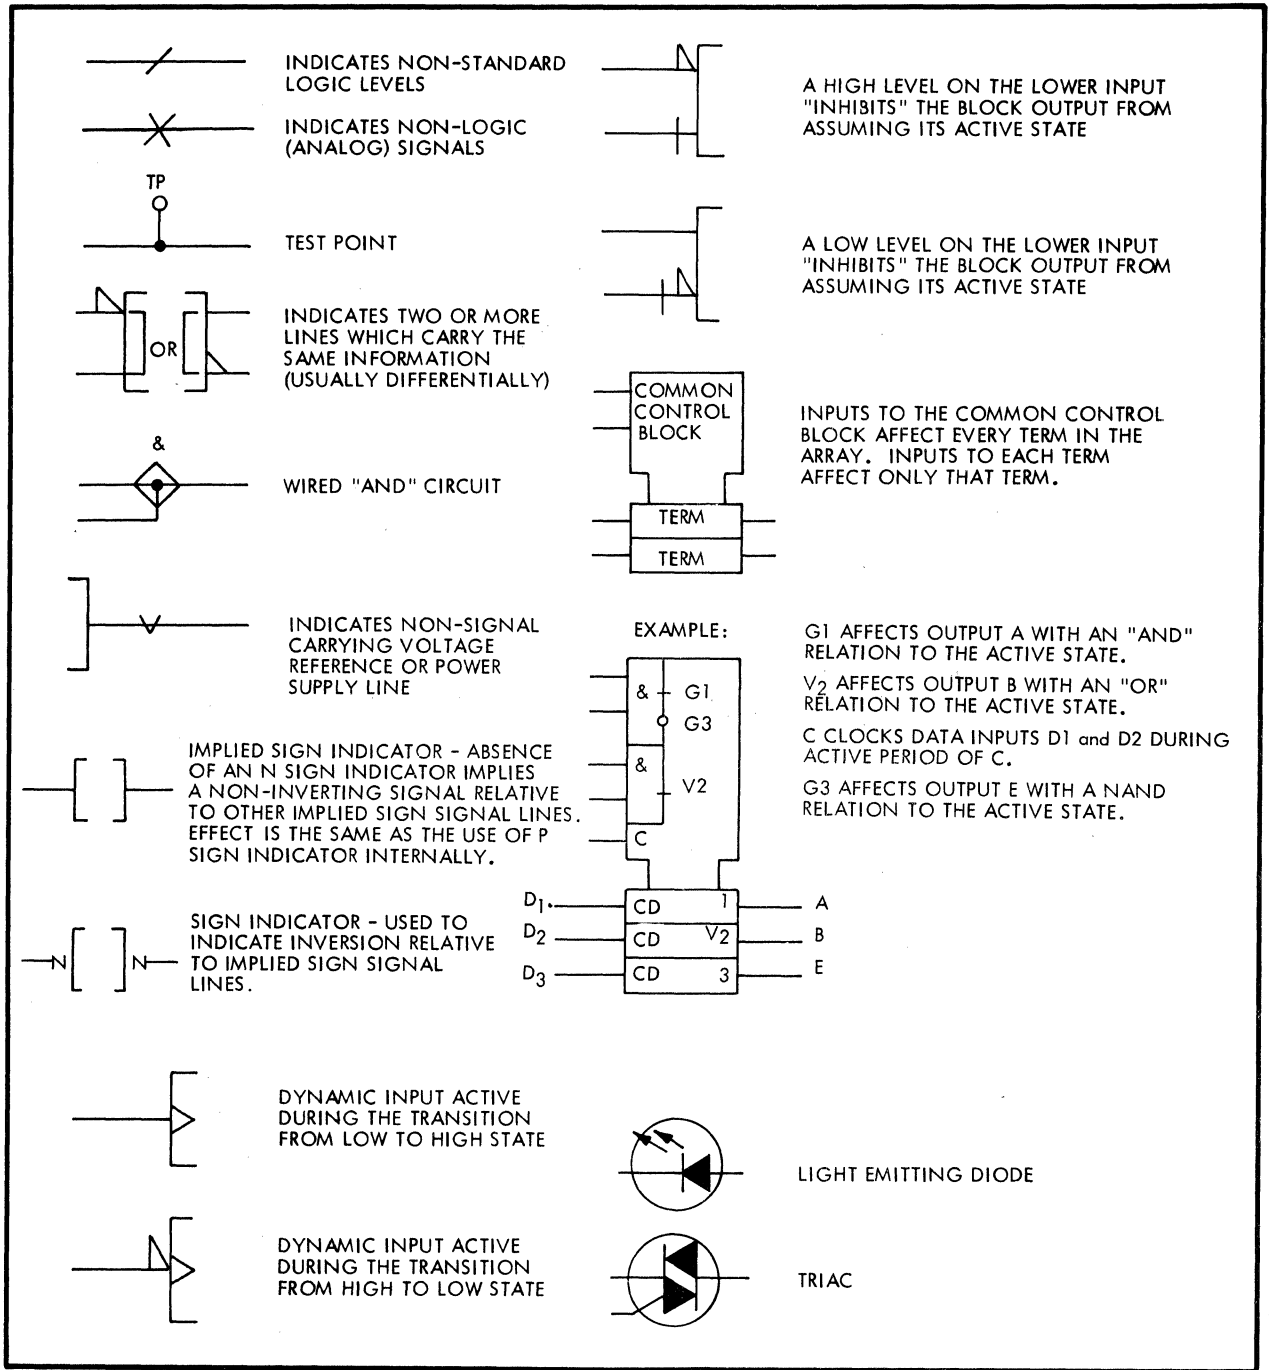 INDICATES NON-STANDARD
LOGIC LEVELS
INDICATES NON-LOGIC
(ANALOG) SIGNALS
TP
TEST POINT
OR
INDICATES TWO OR MORE
LINES WHICH CARRY THE
SAME INFORMATION
(USUALLY DIFFERENTIALLY)
&
WIRED "AND" CIRCUIT
INDICATES NON-SIGNAL
CARRYING VOLTAGE
REFERENCE OR POWER
SUPPLY LINE
IMPLIED SIGN INDICATOR - ABSENCE
OF AN N SIGN INDICATOR IMPLIES
A NON-INVERTING SIGNAL RELATIVE
TO OTHER IMPLIED SIGN SIGNAL LINES.
EFFECT IS THE SAME AS THE USE OF P
SIGN INDICATOR INTERNALLY.
N
N
SIGN INDICATOR - USED TO
INDICATE INVERSION RELATIVE
TO IMPLIED SIGN SIGNAL
LINES.
DYNAMIC INPUT ACTIVE
DURING THE TRANSITION
FROM LOW TO HIGH STATE
DYNAMIC INPUT ACTIVE
DURING THE TRANSITION
FROM HIGH TO LOW STATE
A HIGH LEVEL ON THE LOWER INPUT
"INHIBITS" THE BLOCK OUTPUT FROM
ASSUMING ITS ACTIVE STATE
A LOW LEVEL ON THE LOWER INPUT
"INHIBITS" THE BLOCK OUTPUT FROM
ASSUMING ITS ACTIVE STATE
COMMON
CONTROL
BLOCK
TERM
TERM
INPUTS TO THE COMMON CONTROL
BLOCK AFFECT EVERY TERM IN THE
ARRAY. INPUTS TO EACH TERM
AFFECT ONLY THAT TERM.
EXAMPLE:
& G1
G3
&
V2
C
D1. CD 1 A
D2 CD V2 B
D3 CD 3 E
G1 AFFECTS OUTPUT A WITH AN "AND"
RELATION TO THE ACTIVE STATE.
V2 AFFECTS OUTPUT B WITH AN "OR"
RELATION TO THE ACTIVE STATE.
C CLOCKS DATA INPUTS D1 and D2 DURING
ACTIVE PERIOD OF C.
G3 AFFECTS OUTPUT E WITH A NAND
RELATION TO THE ACTIVE STATE.
LIGHT EMITTING DIODE
TRIAC